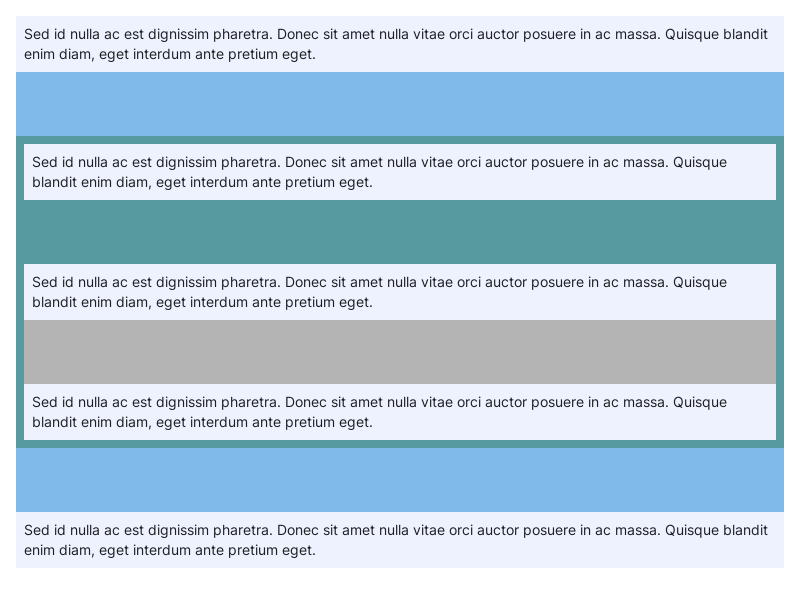 Sed id nulla ac est dignissim pharetra. Donec sit amet nulla vitae orci auctor posuere in ac massa. Quisque blandit
enim diam, eget interdum ante pretium eget.
Sed id nulla ac est dignissim pharetra. Donec sit amet nulla vitae orci auctor posuere in ac massa. Quisque
blandit enim diam, eget interdum ante pretium eget.
Sed id nulla ac est dignissim pharetra. Donec sit amet nulla vitae orci auctor posuere in ac massa. Quisque
blandit enim diam, eget interdum ante pretium eget.
Sed id nulla ac est dignissim pharetra. Donec sit amet nulla vitae orci auctor posuere in ac massa. Quisque
blandit enim diam, eget interdum ante pretium eget.
Sed id nulla ac est dignissim pharetra. Donec sit amet nulla vitae orci auctor posuere in ac massa. Quisque blandit
enim diam, eget interdum ante pretium eget.